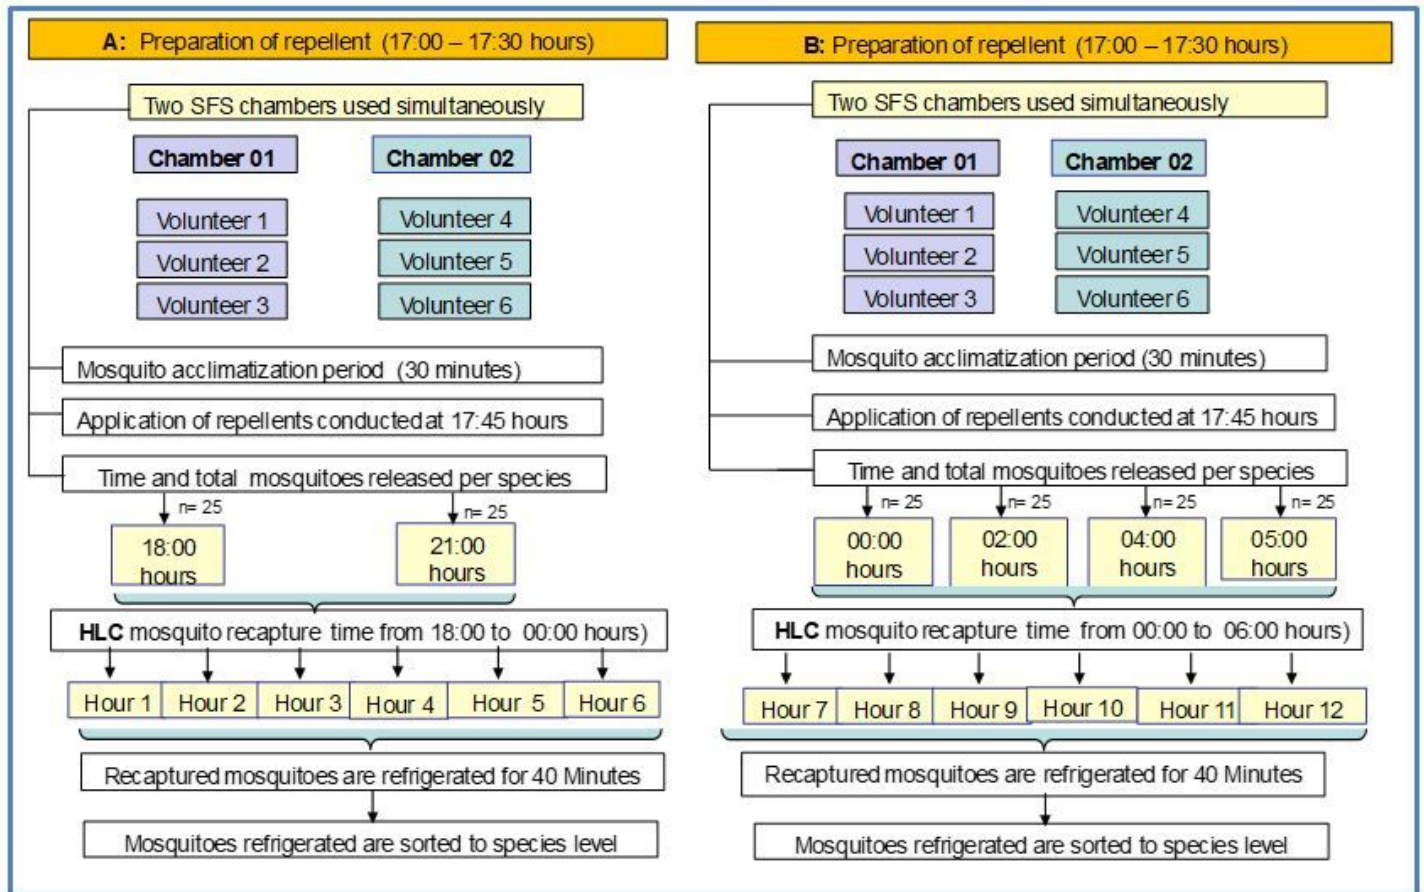 A: Preparation of repellent (17:00 – 17:30 hours)
Two SFS chambers used simultaneously
Chamber 01
Chamber 02
Volunteer 1
Volunteer 4
Volunteer 2
Volunteer 5
Volunteer 3
Volunteer 6
Mosquito acclimatization period (30 minutes)
Application of repellents conducted at 17:45 hours
Time and total mosquitoes released per species
n= 25
n= 25
18:00
hours
21:00
hours
HLC mosquito recapture time from 18:00 to 00:00 hours)
Hour 1
Hour 2
Hour 3
Hour 4
Hour 5
Hour 6
Recaptured mosquitoes are refrigerated for 40 Minutes
Mosquitoes refrigerated are sorted to species level
B: Preparation of repellent (17:00 – 17:30 hours)
Two SFS chambers used simultaneously
Chamber 01
Chamber 02
Volunteer 1
Volunteer 4
Volunteer 2
Volunteer 5
Volunteer 3
Volunteer 6
Mosquito acclimatization period (30 minutes)
Application of repellents conducted at 17:45 hours
Time and total mosquitoes released per species
n= 25
n= 25
n= 25
n= 25
00:00
hours
02:00
hours
04:00
hours
05:00
hours
HLC mosquito recapture time from 00:00 to 06:00 hours)
Hour 7
Hour 8
Hour 9
Hour 10
Hour 11
Hour 12
Recaptured mosquitoes are refrigerated for 40 Minutes
Mosquitoes refrigerated are sorted to species level